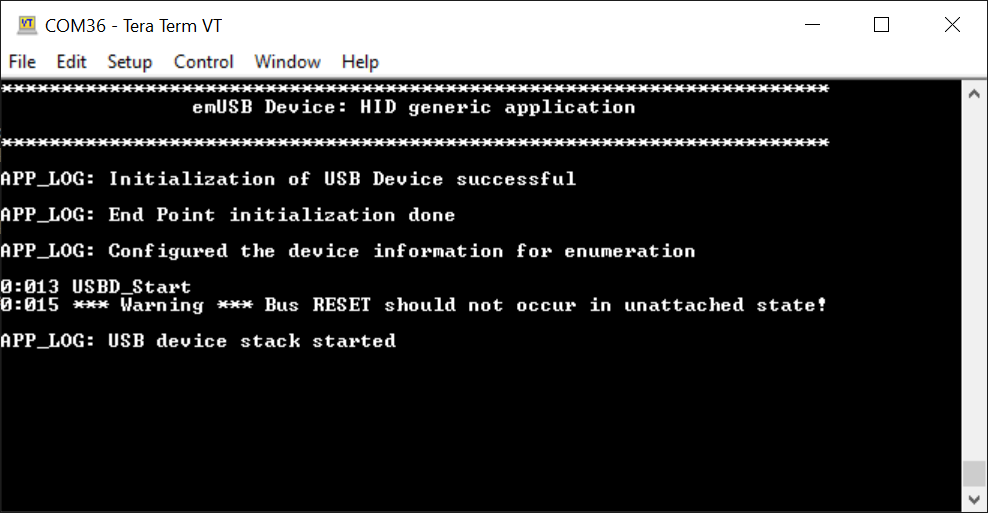 COM36 - Tera Term VT
File Edit Setup Control Window Help
*********************************************************************
emUSB Device: HID generic application
*********************************************************************
APP_LOG: Initialization of USB Device successful
APP_LOG: End Point initialization done
APP_LOG: Configured the device information for enumeration
0:013 USBD_Start
0:015 *** Warning *** Bus RESET should not occur in unattached state!
APP_LOG: USB device stack started